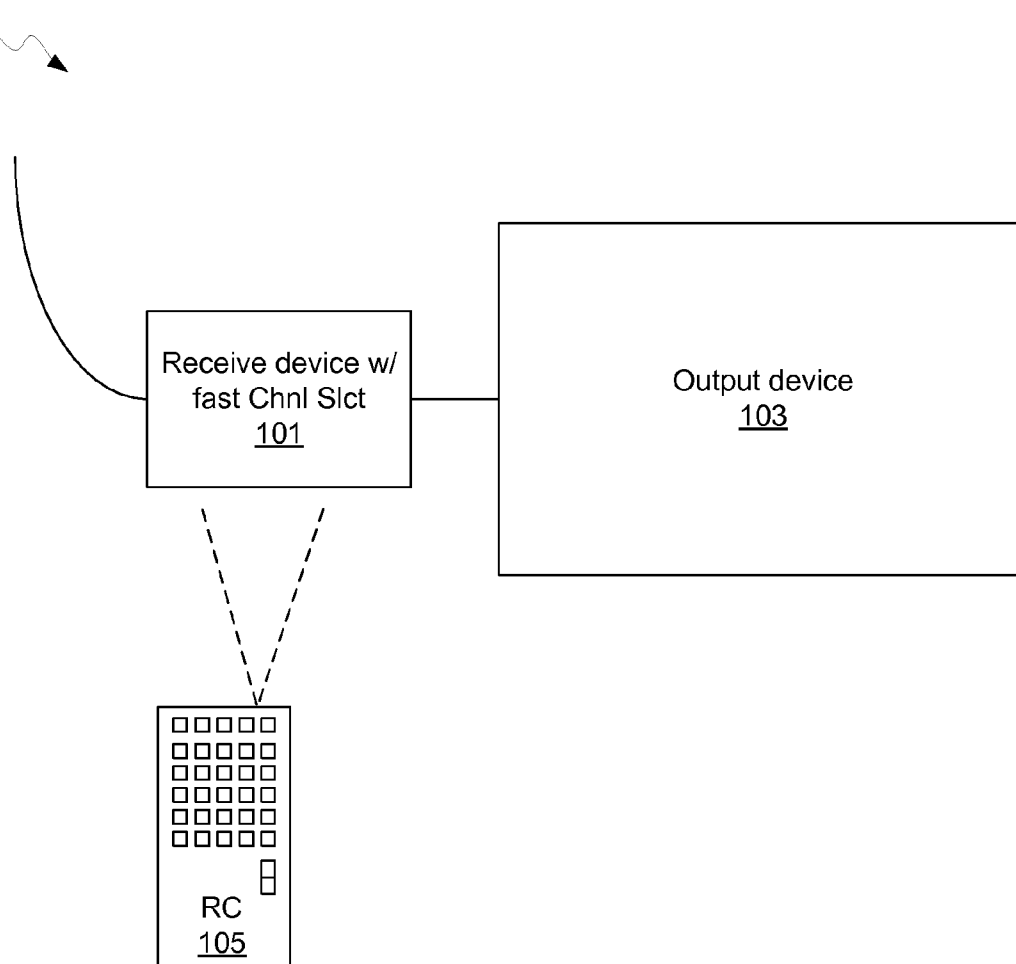 Receive device w/
fast Chnl Slct
101
Output device
103
RC
105